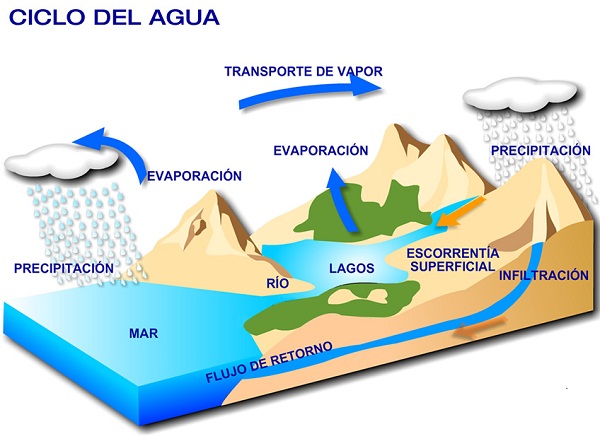 CICLO DEL AGUA
TRANSPORTE DE VAPOR
EVAPORACIÓN
PRECIPITACIÓN
EVAPORACIÓN
PRECIPITACIÓN
RÍO
LAGOS
ESCORRENTÍA
SUPERFICIAL
INFILTRACIÓN
MAR
FLUJO DE RETORNO